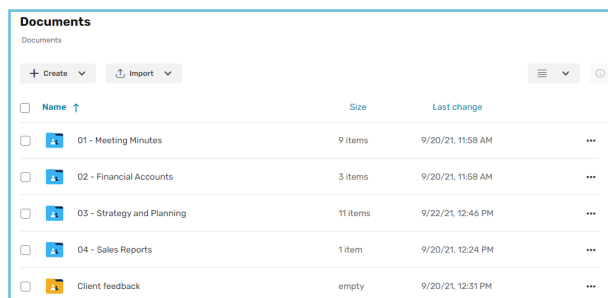 Documents
Documents
+ Create Import
Name ↑ Size Last change
01 - Meeting Minutes 9 items 9/20/21, 11:58 AM ...
02 - Financial Accounts 3 items 9/20/21, 11:58 AM ...
03 - Strategy and Planning 11 items 9/22/21, 12:46 PM ...
04 - Sales Reports 1 item 9/20/21, 12:24 PM ...
Client feedback empty 9/20/21, 12:31 PM ...